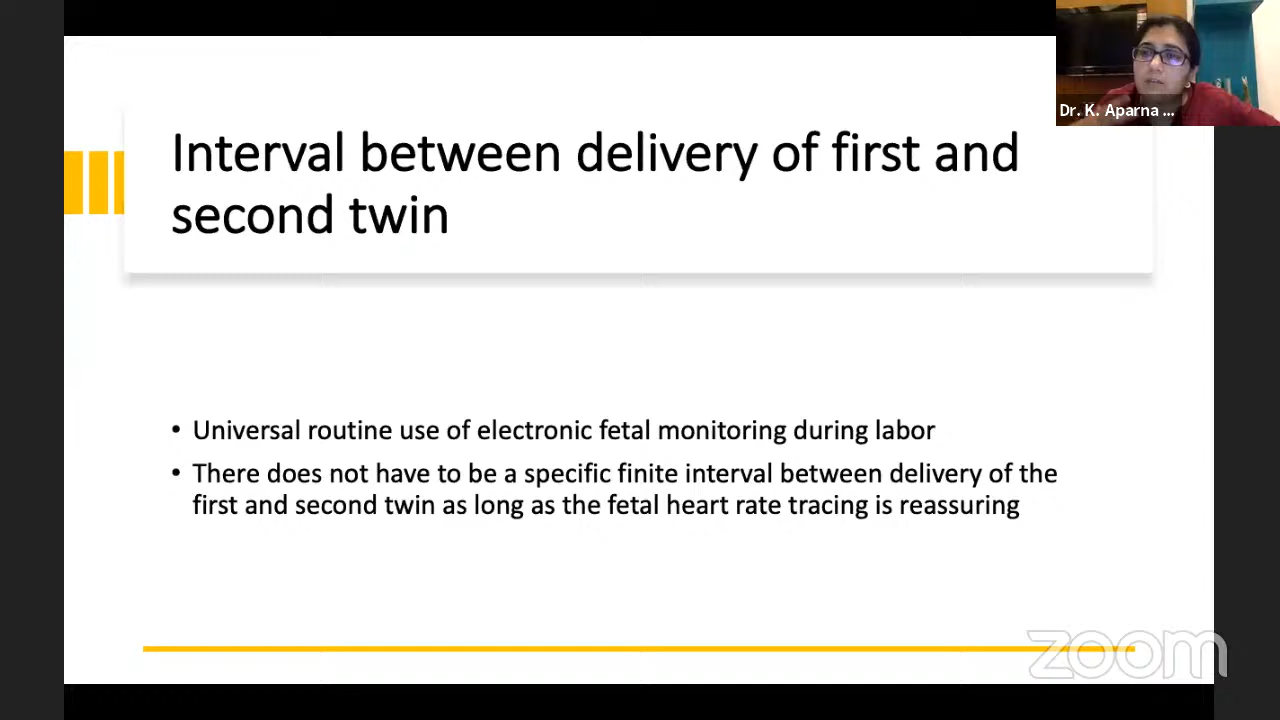 Dr. K. Aparna ...
Interval between delivery of first and
second twin
• Universal routine use of electronic fetal monitoring during labor
• There does not have to be a specific finite interval between delivery of the
first and second twin as long as the fetal heart rate tracing is reassuring
zoom